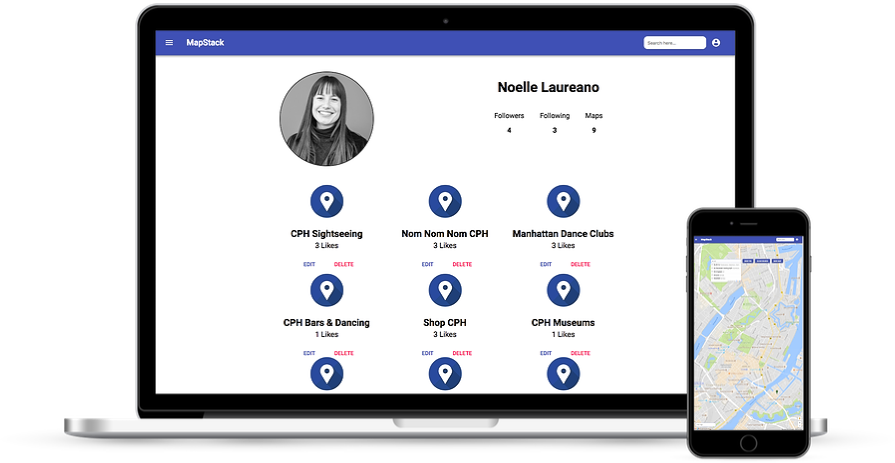 MapStack
Search here...
Noelle Laureano
Followers Following Maps
4 3 9
CPH Sightseeing Nom Nom Nom CPH Manhattan Dance Clubs
3 Likes 3 Likes 3 Likes
EDIT DELETE EDIT DELETE EDIT DELETE
CPH Bars & Dancing Shop CPH CPH Museums
1 Likes 3 Likes 1 Likes
EDIT DELETE EDIT DELETE EDIT DELETE
MapStack